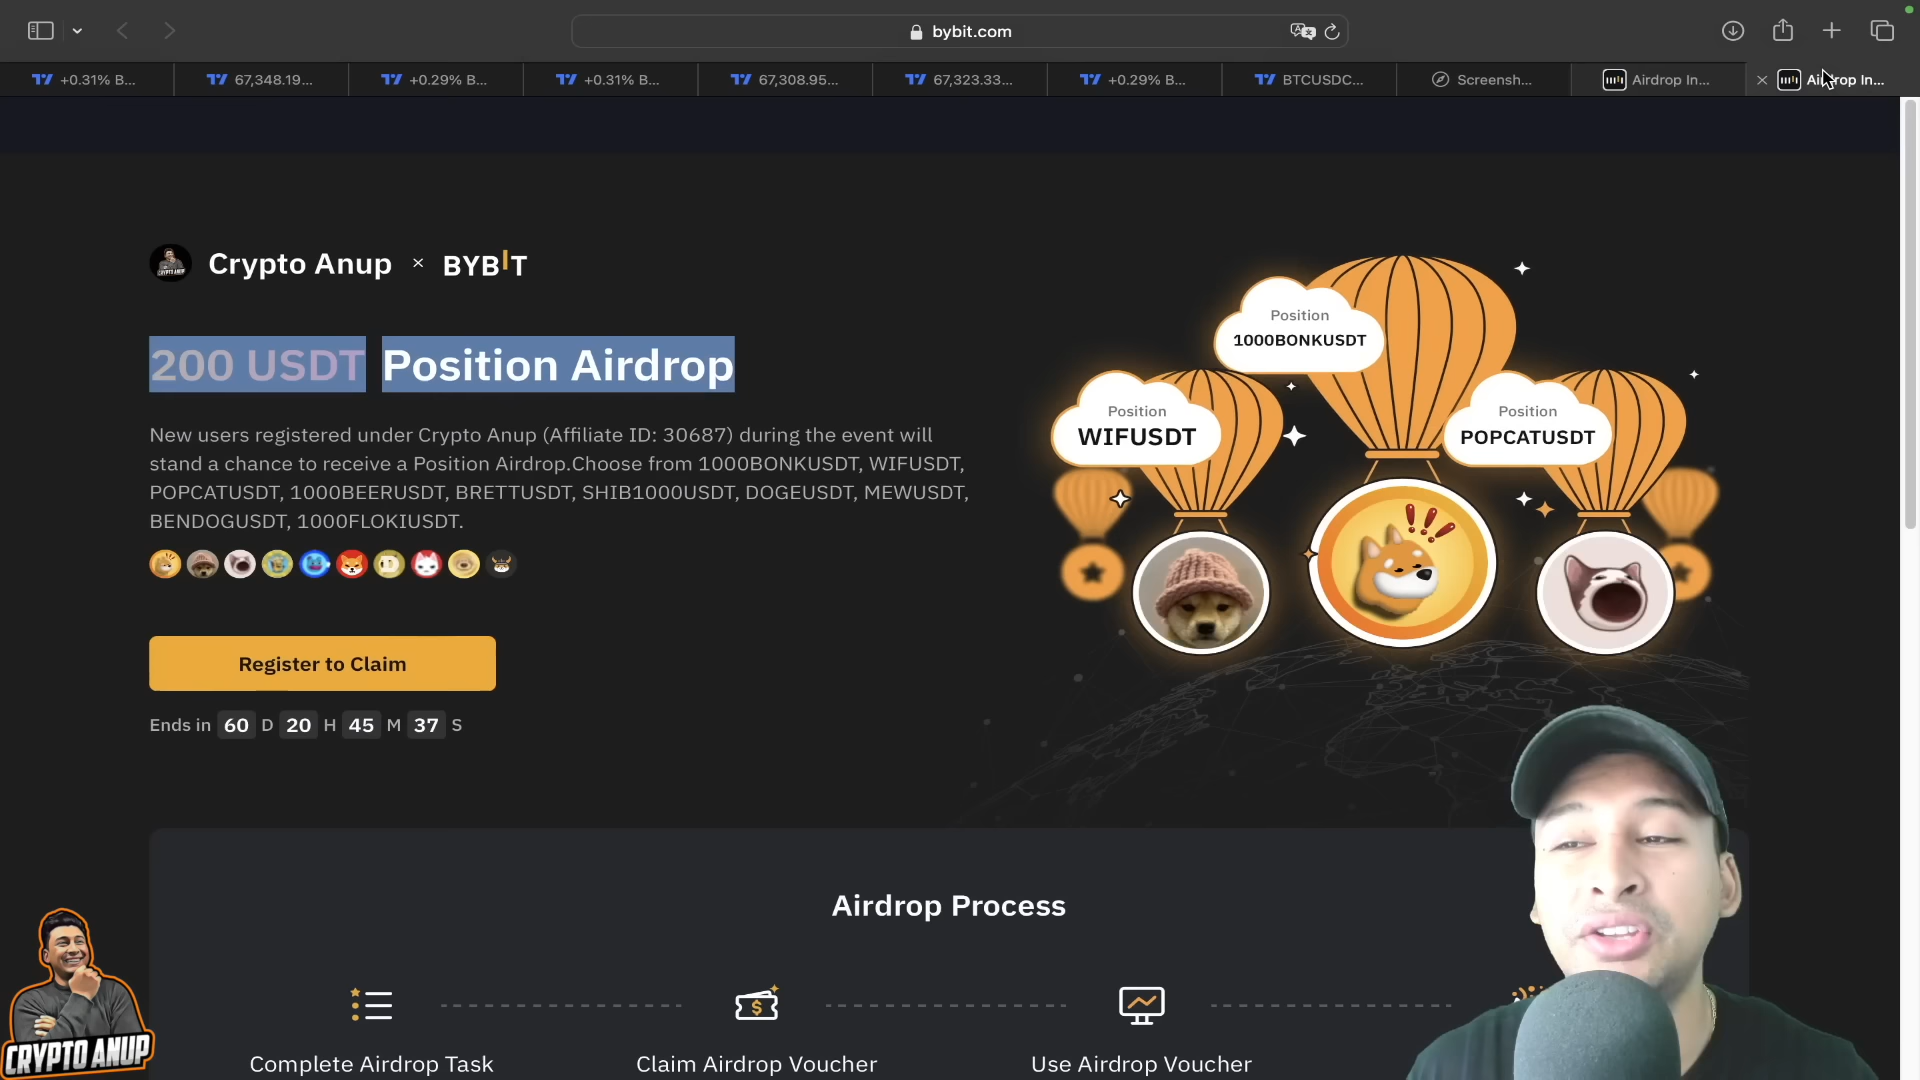 bybit.com
+0.31% B...
67,348.19...
+0.29% B...
+0.31% B...
67,308.95...
67,323.33...
+0.29% B...
BTCUSDC...
Screensh...
Airdrop In...
Airdrop In...
Crypto Anup × BYBIT
200 USDT Position Airdrop
New users registered under Crypto Anup (Affiliate ID: 30687) during the event will
stand a chance to receive a Position Airdrop.Choose from 1000BONKUSDT, WIFUSDT,
POPCATUSDT, 1000BEERUSDT, BRETTUSDT, SHIB1000USDT, DOGEUSDT, MEWUSDT,
BENDOGUSDT, 1000FLOKIUSDT.
Register to Claim
Ends in 60 D 20 H 45 M 37 S
Position
1000BONKUSDT
Position
WIFUSDT
Position
POPCATUSDT
Airdrop Process
Complete Airdrop Task
Claim Airdrop Voucher
Use Airdrop Voucher
CRYPTO ANUP